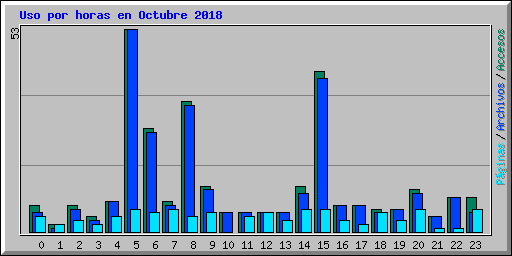 Uso por horas en Octubre 2018
53
Páginas / Archivos / Accesos
0 1 2 3 4 5 6 7 8 9 10 11 12 13 14 15 16 17 18 19 20 21 22 23